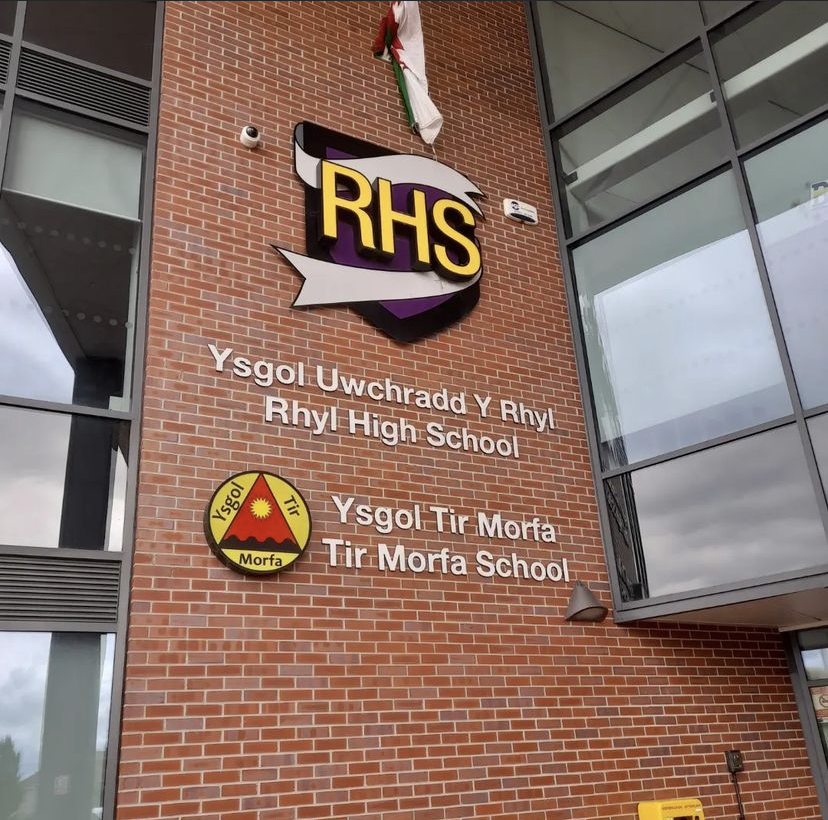 RHS
Ysgol Uwchradd Y Rhyl
Rhyl High School
Ysgol Tir
Morfa
Ysgol Tir Morfa
Tir Morfa School